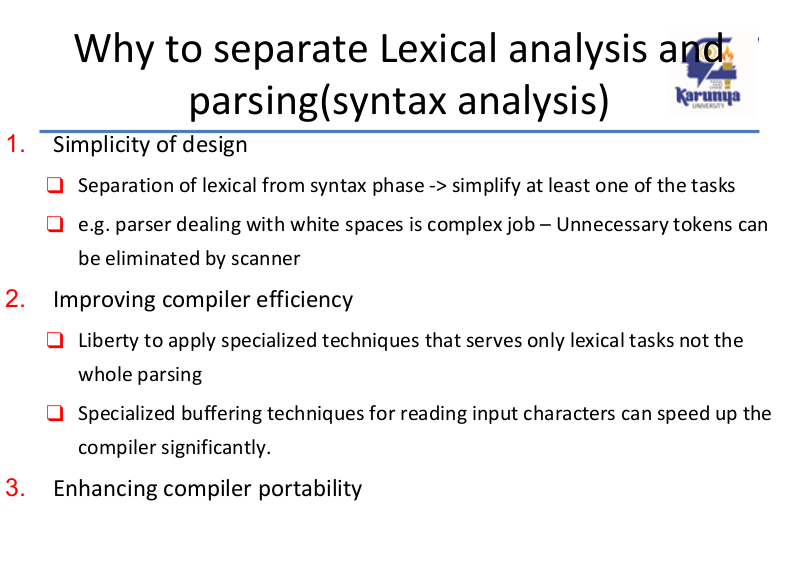 Why to separate Lexical analysis and
parsing(syntax analysis)
Karunya
UNIVERSITY
1. Simplicity of design
❑ Separation of lexical from syntax phase -> simplify at least one of the tasks
❑ e.g. parser dealing with white spaces is complex job – Unnecessary tokens can
be eliminated by scanner
2. Improving compiler efficiency
❑ Liberty to apply specialized techniques that serves only lexical tasks not the
whole parsing
❑ Specialized buffering techniques for reading input characters can speed up the
compiler significantly.
3. Enhancing compiler portability